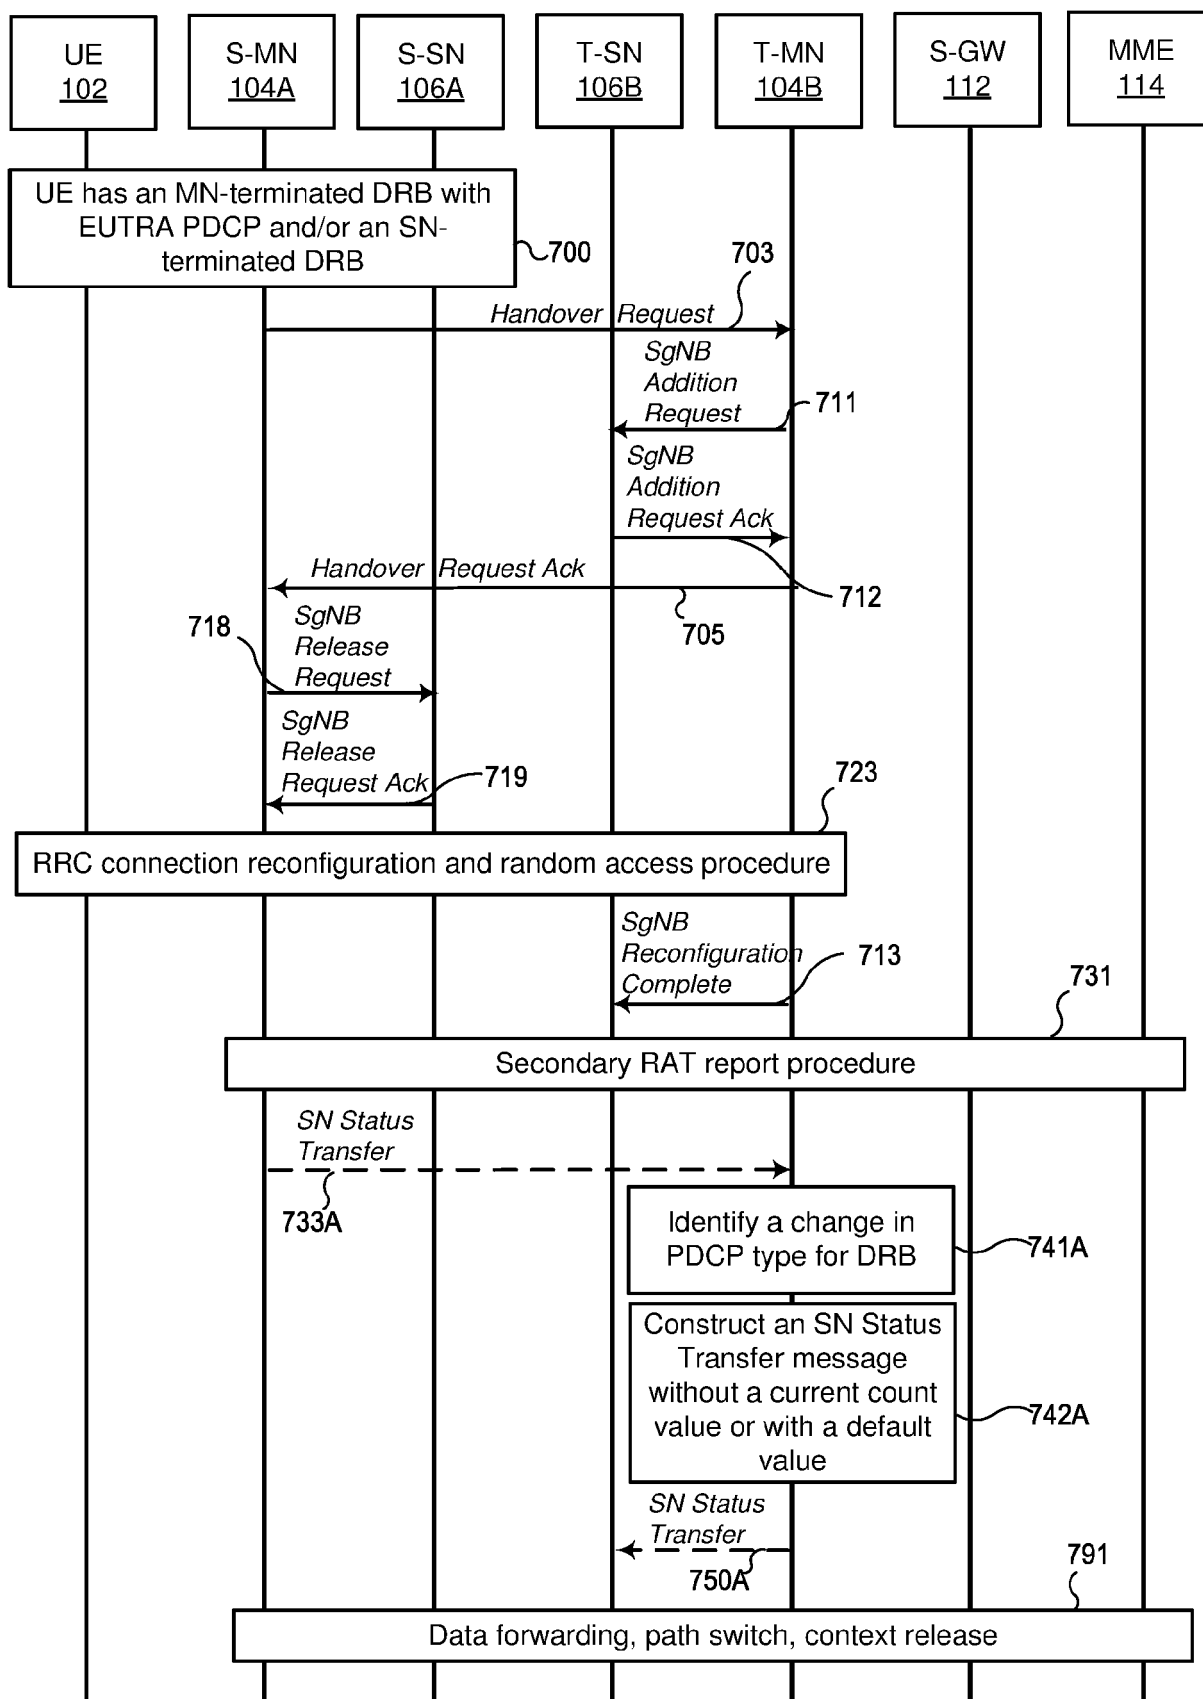 UE
102
S-MN
104A
S-SN
106A
T-SN
106B
T-MN
104B
S-GW
112
MME
114
UE has an MN-terminated DRB with
EUTRA PDCP and/or an SN-
terminated DRB
700
703
Handover Request
SgNB
Addition
Request
711
SgNB
Addition
Request Ack
712
Handover Request Ack
705
718
SgNB
Release
Request
SgNB
Release
Request Ack
719
723
RRC connection reconfiguration and random access procedure
SgNB
Reconfiguration
Complete
713
731
Secondary RAT report procedure
SN Status
Transfer
733A
Identify a change in
PDCP type for DRB
741A
Construct an SN Status
Transfer message
without a current count
value or with a default
value
742A
SN Status
Transfer
750A
791
Data forwarding, path switch, context release